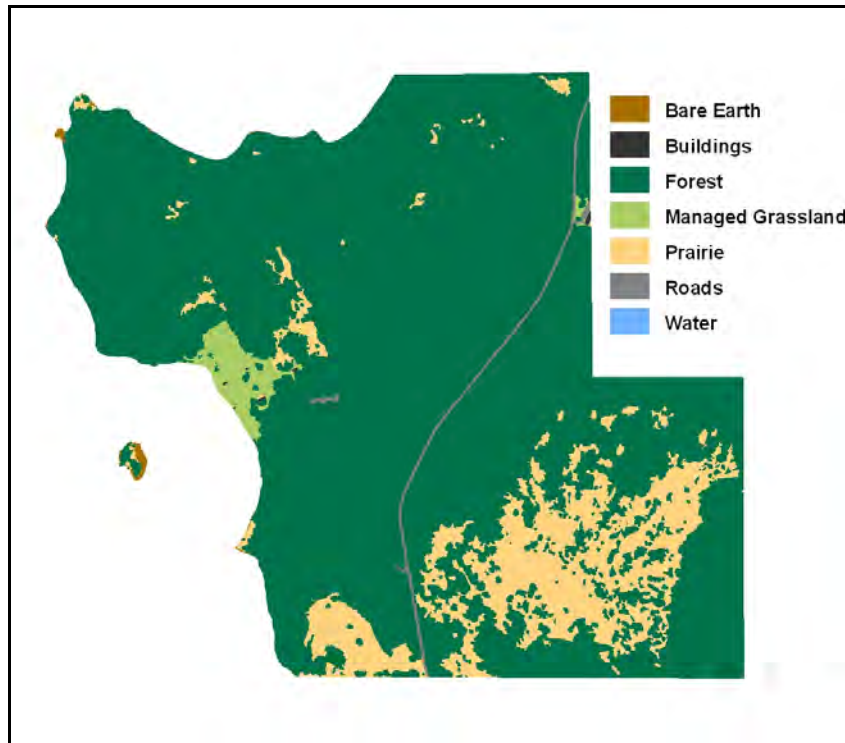 Bare Earth
Buildings
Forest
Managed Grassland
Prairie
Roads
Water